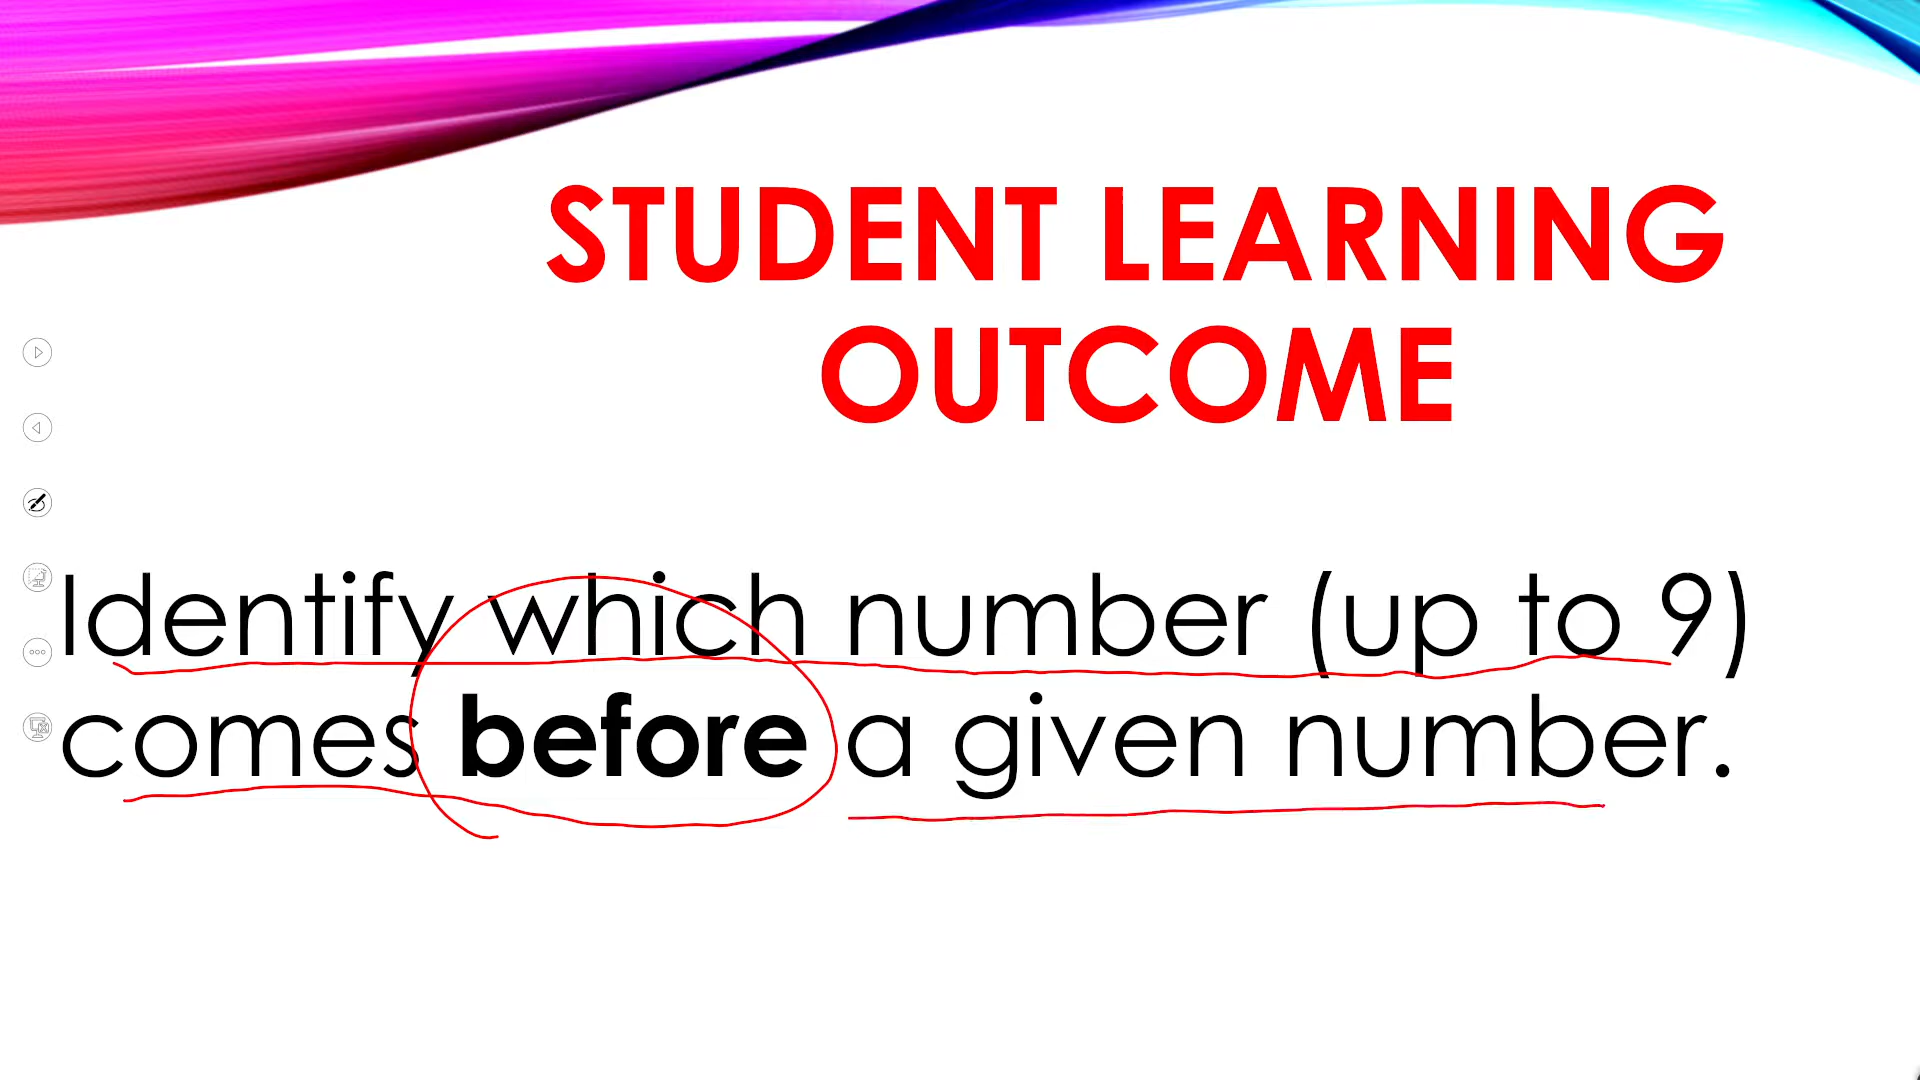 STUDENT LEARNING
OUTCOME
Identify which number (up to 9)
comes before a given number.